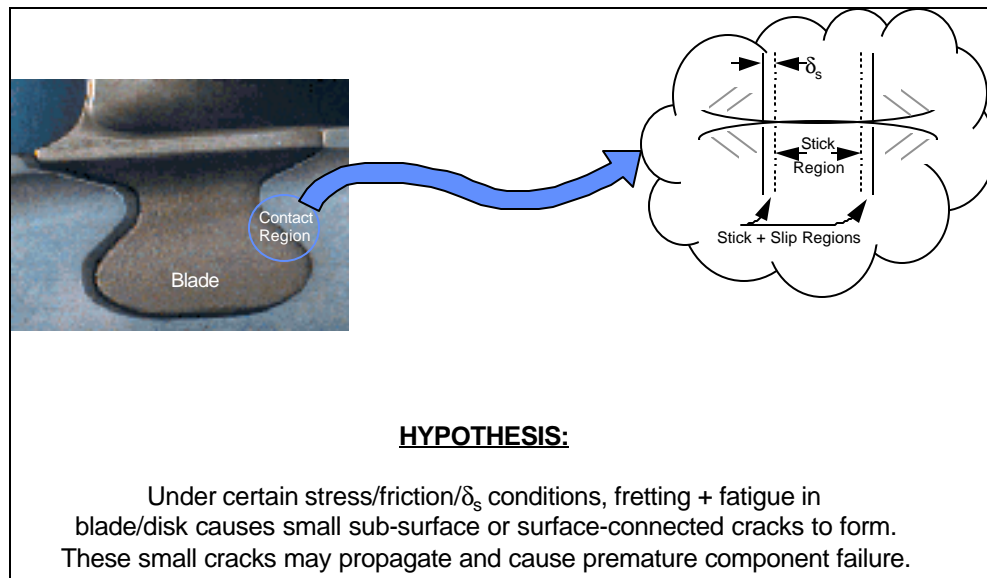 δs
Stick
Region
Stick + Slip Regions
Contact
Region
Blade
HYPOTHESIS:
Under certain stress/friction/δs conditions, fretting + fatigue in
blade/disk causes small sub-surface or surface-connected cracks to form.
These small cracks may propagate and cause premature component failure.